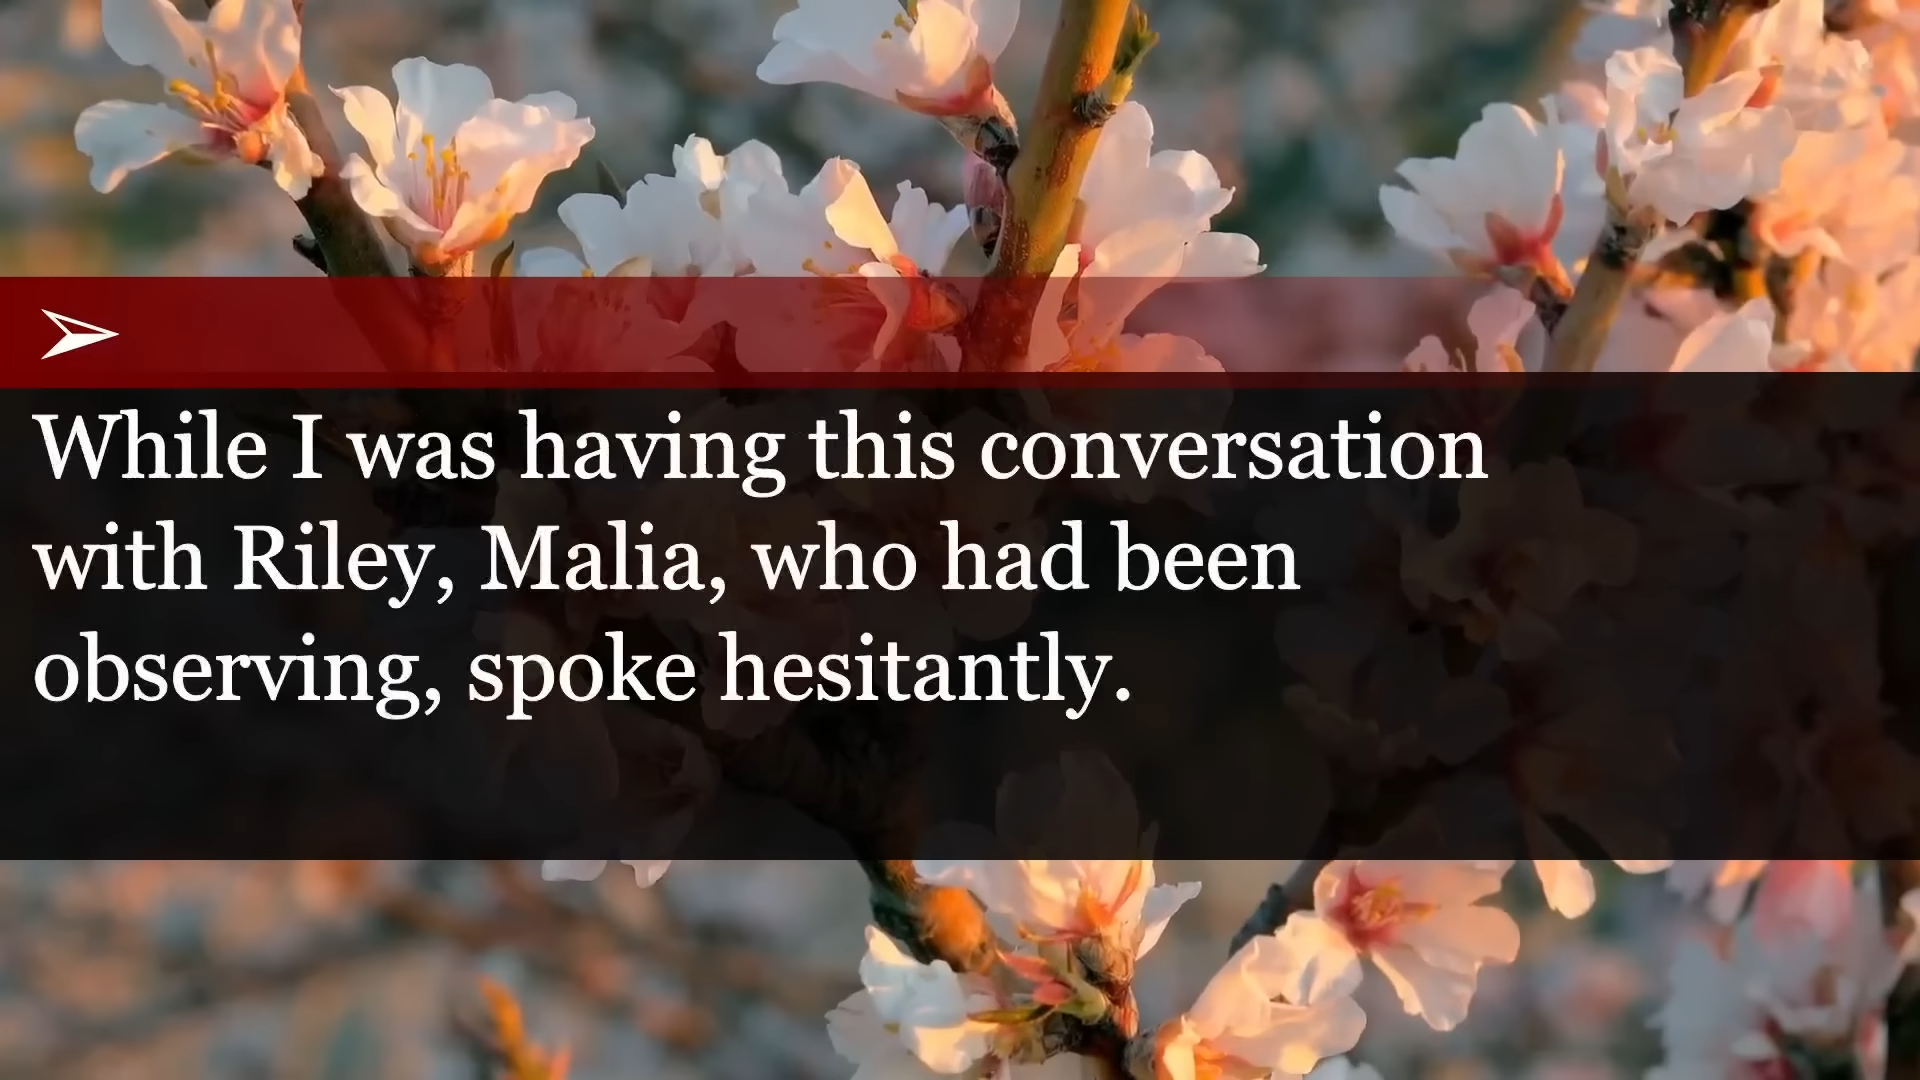 While I was having this conversation
with Riley, Malia, who had been
observing, spoke hesitantly.